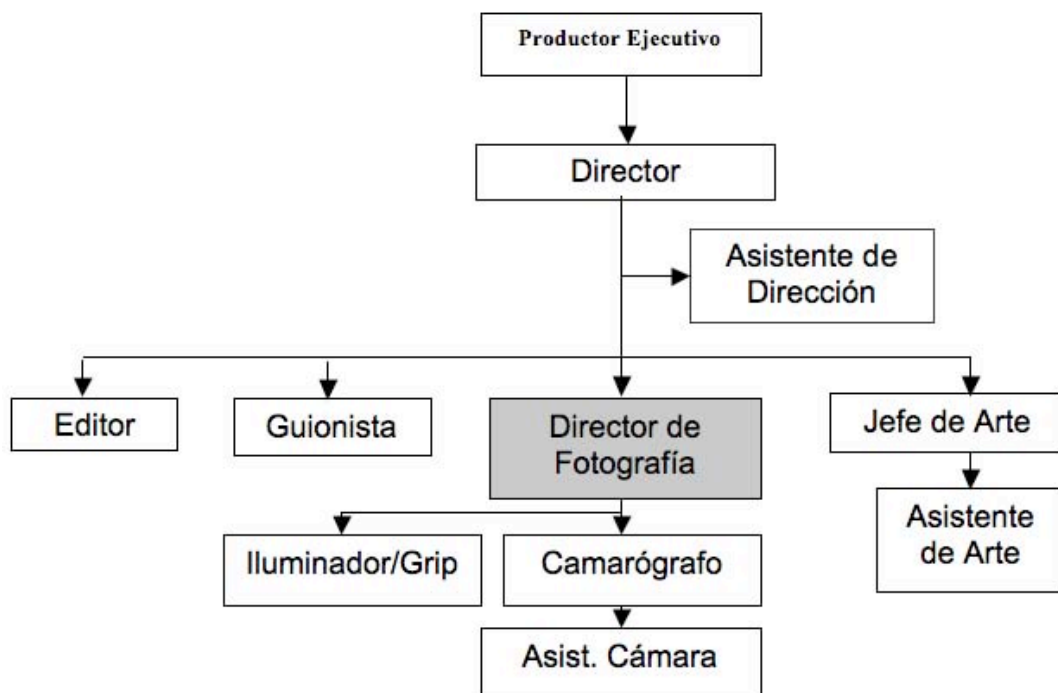 Productor Ejecutivo
Director
Asistente de
Dirección
Editor
Guionista
Director de
Fotografía
Jefe de Arte
Asistente
de Arte
Iluminador/Grip
Camarógrafo
Asist. Cámara